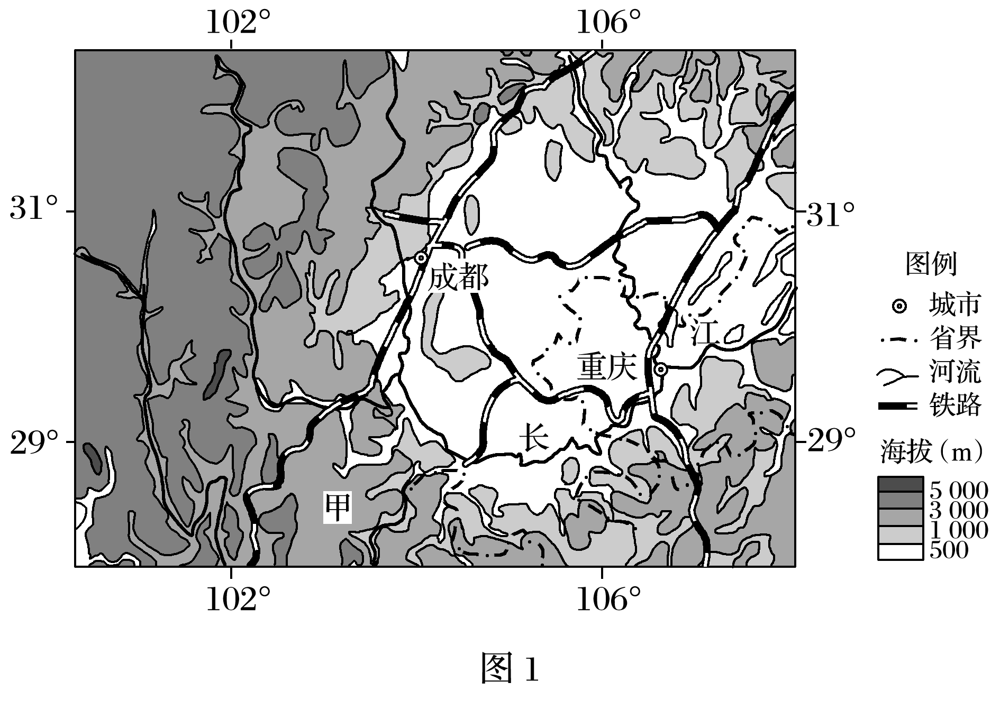 102° 106°
31°
31°
29°
29°
成都
重庆
江
长
甲
102° 106°
图例
城市
省界
河流
铁路
海拔(m)
5 000
3 000
1 000
500
图 1